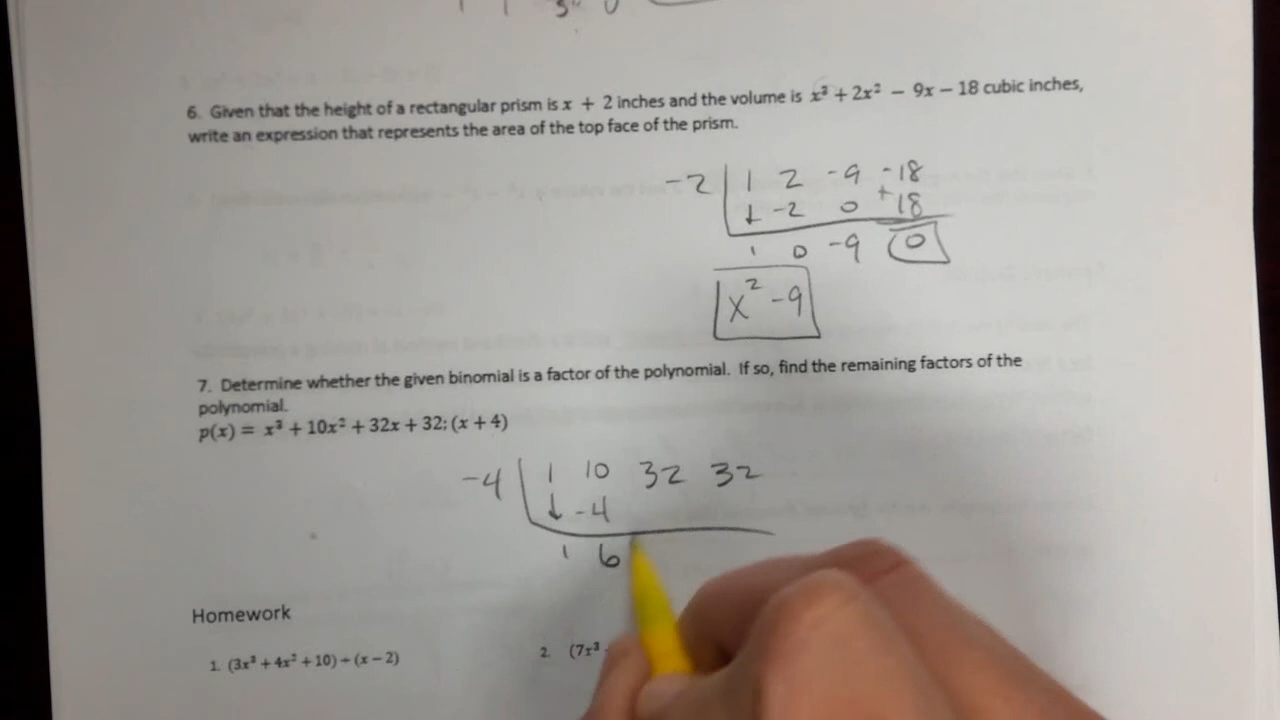 6. Given that the height of a rectangular prism is x + 2 inches and the volume is x³ + 2x² − 9x − 18 cubic inches,
write an expression that represents the area of the top face of the prism.
-2 | 1 2 -9 -18
↓ -2 0 + 18
1 0 -9 0
x² - 9
7. Determine whether the given binomial is a factor of the polynomial. If so, find the remaining factors of the
polynomial.
p(x) = x³ + 10x² + 32x + 32; (x + 4)
-4 | 1 10 32 32
↓ -4
1 6
Homework
1. (3x³ + 4x² + 10) ÷ (x − 2)
2. (7x³